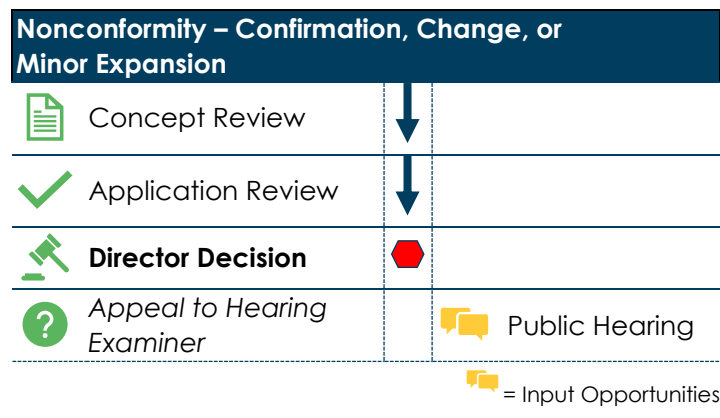 Nonconformity – Confirmation, Change, or
Minor Expansion
Concept Review
Application Review
Director Decision
?
Appeal to Hearing
Examiner
Public Hearing
= Input Opportunities